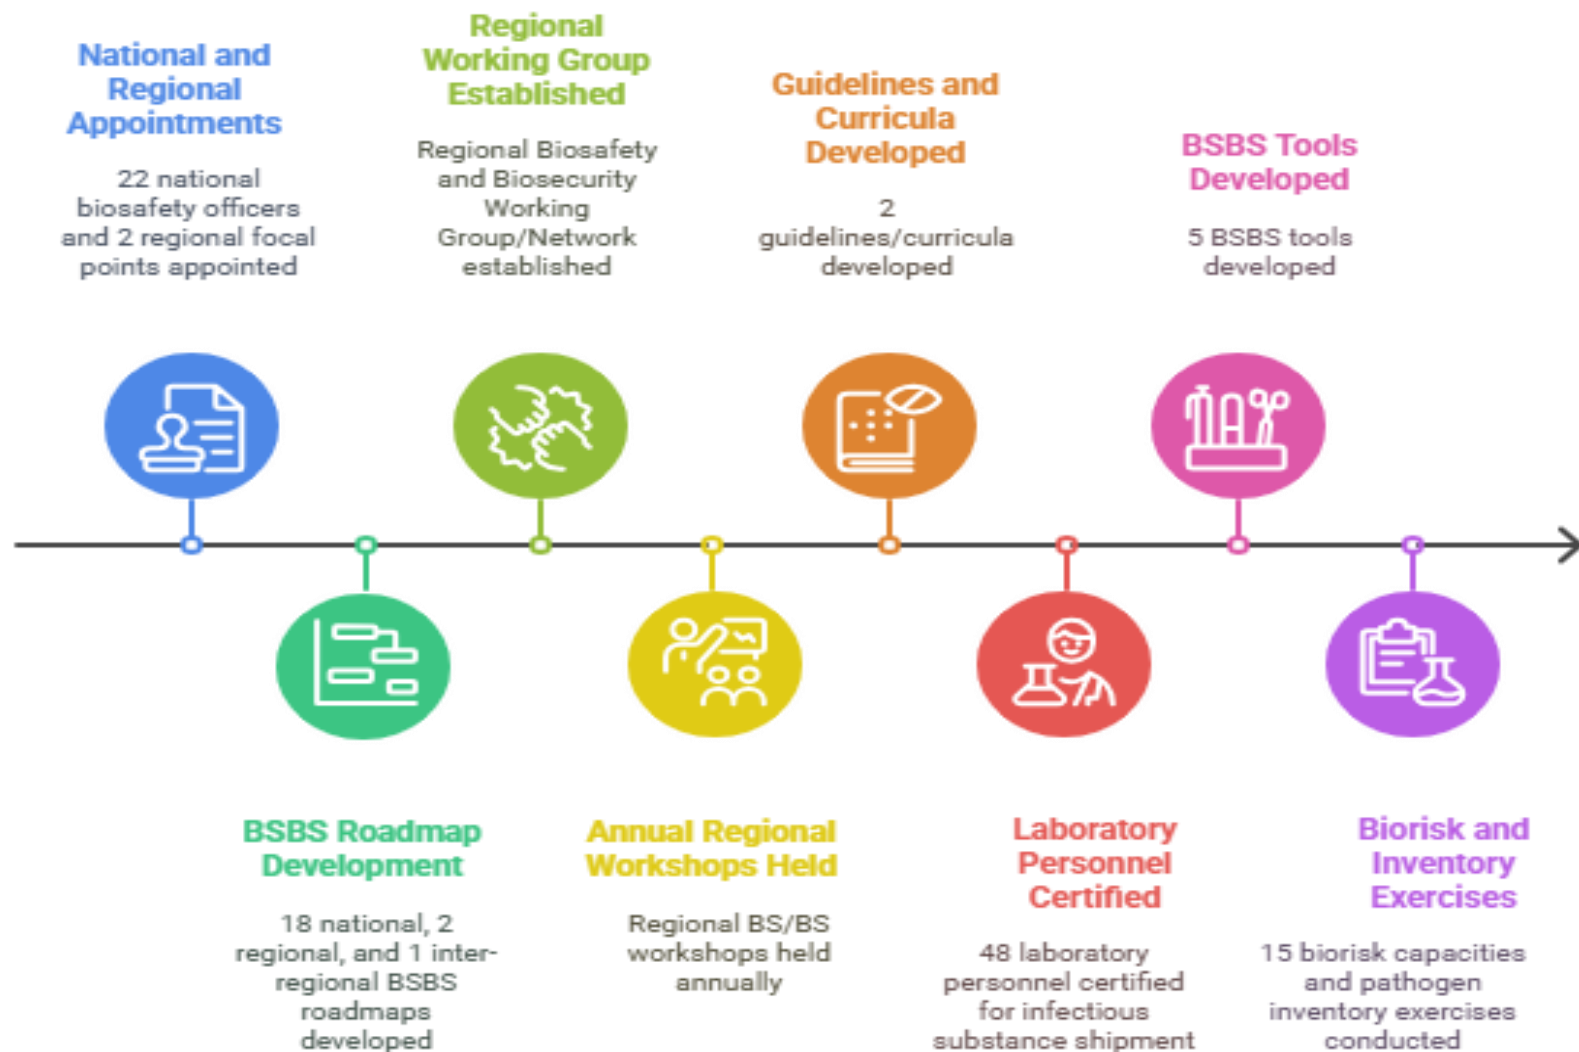 National and
Regional
Appointments
22 national
biosafety officers
and 2 regional focal
points appointed
Regional
Working Group
Established
Regional Biosafety
and Biosecurity
Working
Group/Network
established
Guidelines and
Curricula
Developed
2
guidelines/curricula
developed
BSBS Tools
Developed
5 BSBS tools
developed
BSBS Roadmap
Development
18 national, 2
regional, and 1 inter-
regional BSBS
roadmaps
developed
Annual Regional
Workshops Held
Regional BS/BS
workshops held
annually
Laboratory
Personnel
Certified
48 laboratory
personnel certified
for infectious
substance shipment
Biorisk and
Inventory
Exercises
15 biorisk capacities
and pathogen
inventory exercises
conducted